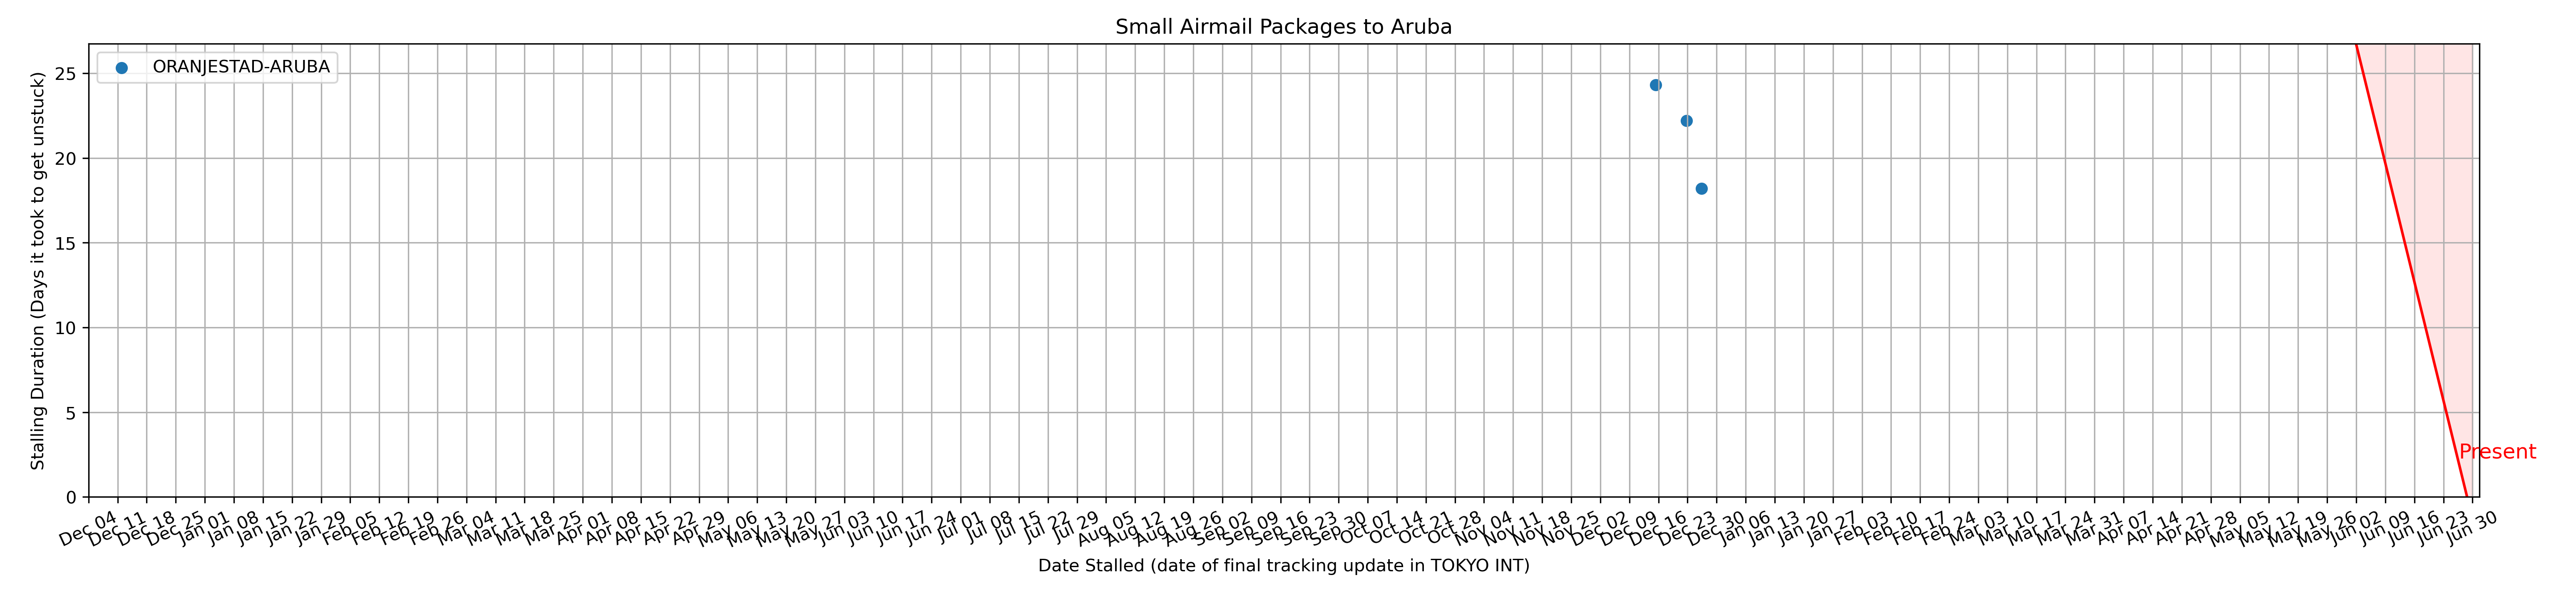 Small Airmail Packages to Aruba
ORANJESTAD-ARUBA
Stalling Duration (Days it took to get unstuck)
25
20
15
10
5
0
Present
Dec 04 Dec 11 Dec 18 Dec 25 Jan 01 Jan 08 Jan 15 Jan 22 Jan 29 Feb 05 Feb 12 Feb 19 Feb 26 Mar 04 Mar 11 Mar 18 Mar 25 Apr 01 Apr 08 Apr 15 Apr 22 Apr 29 May 06 May 13 May 20 May 27 Jun 03 Jun 10 Jun 17 Jun 24 Jul 01 Jul 08 Jul 15 Jul 22 Jul 29 Aug 05 Aug 12 Aug 19 Aug 26 Sep 02 Sep 09 Sep 16 Sep 23 Sep 30 Oct 07 Oct 14 Oct 21 Oct 28 Nov 04 Nov 11 Nov 18 Nov 25 Dec 02 Dec 09 Dec 16 Dec 23 Dec 30 Jan 06 Jan 13 Jan 20 Jan 27 Feb 03 Feb 10 Feb 17 Feb 24 Mar 03 Mar 10 Mar 17 Mar 24 Mar 31 Apr 07 Apr 14 Apr 21 Apr 28 May 05 May 12 May 19 May 26 Jun 02 Jun 09 Jun 16 Jun 23 Jun 30
Date Stalled (date of final tracking update in TOKYO INT)